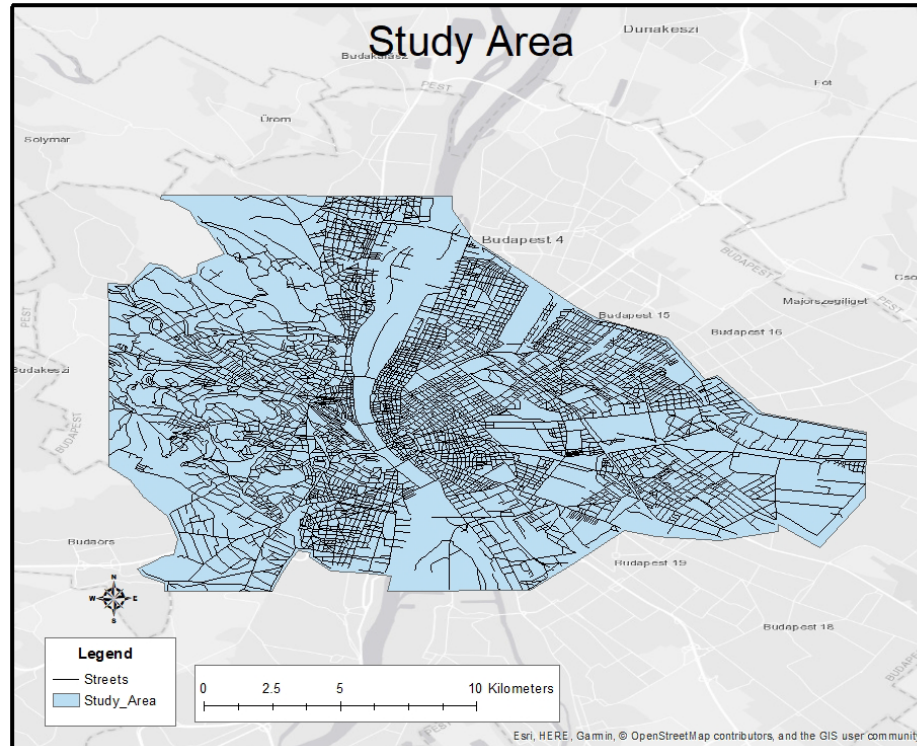 Study Area
Dunakeszi
Budakalász
Fót
PEST
Üröm
Solymár
Budapest 4
BUDAPEST
Majorszegiliget
PEST
PEST
Budapest 15
Budapest 16
Budakeszi
BUDAPEST
Budaörs
N
W E
S
Budapest 19
Budapest 18
Legend
Streets
Study_Area
0 2.5 5 10 Kilometers
Esri, HERE, Garmin, © OpenStreetMap contributors, and the GIS user community